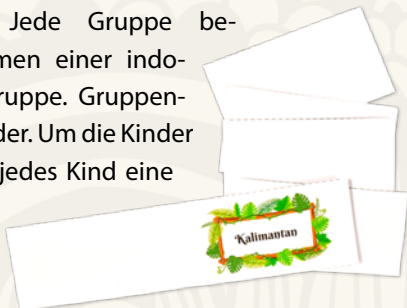 Jede Gruppe be-
men einer indo-
ruppe. Gruppen-
der. Um die Kinder
jedes Kind eine
Kalimantan